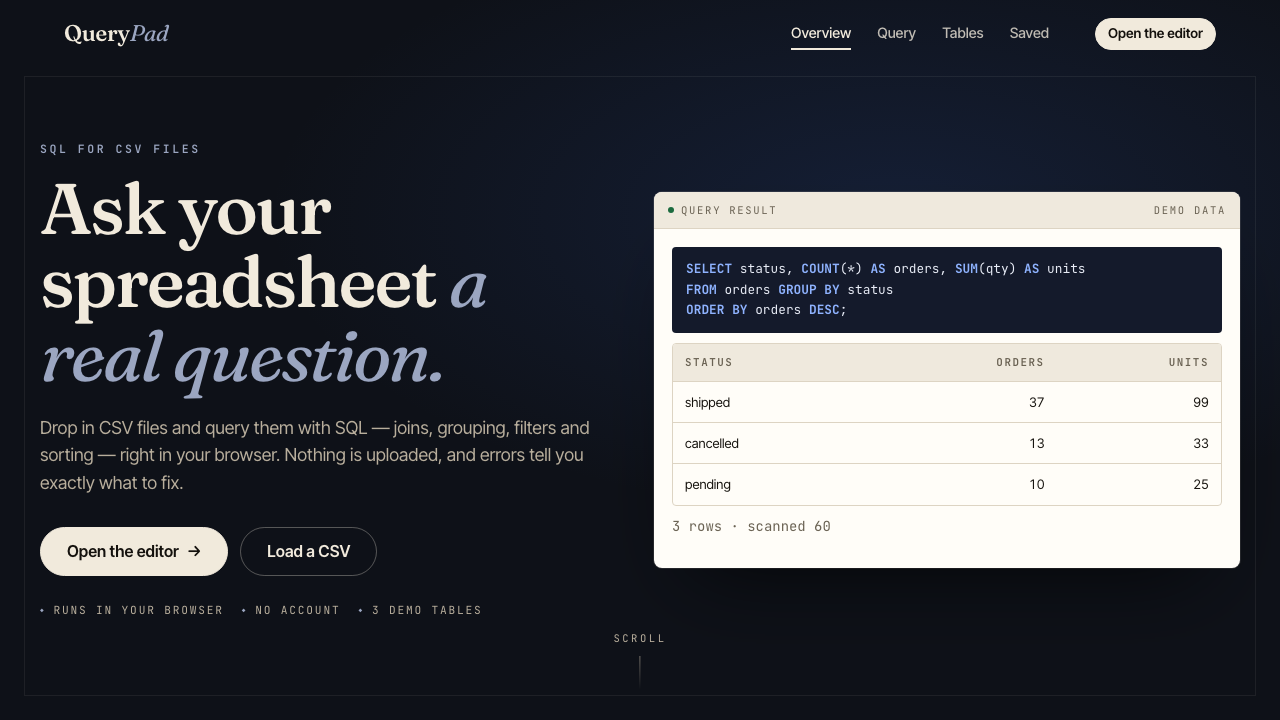 QueryPad
Overview
Query
Tables
Saved
Open the editor
SQL FOR CSV FILES
Ask your
spreadsheet a
real question.
Drop in CSV files and query them with SQL — joins, grouping, filters and
sorting — right in your browser. Nothing is uploaded, and errors tell you
exactly what to fix.
Open the editor →
Load a CSV
RUNS IN YOUR BROWSER
NO ACCOUNT
3 DEMO TABLES
QUERY RESULT
DEMO DATA
SELECT status, COUNT(*) AS orders, SUM(qty) AS units
FROM orders GROUP BY status
ORDER BY orders DESC;
STATUS ORDERS UNITS
shipped 37 99
cancelled 13 33
pending 10 25
3 rows · scanned 60
SCROLL